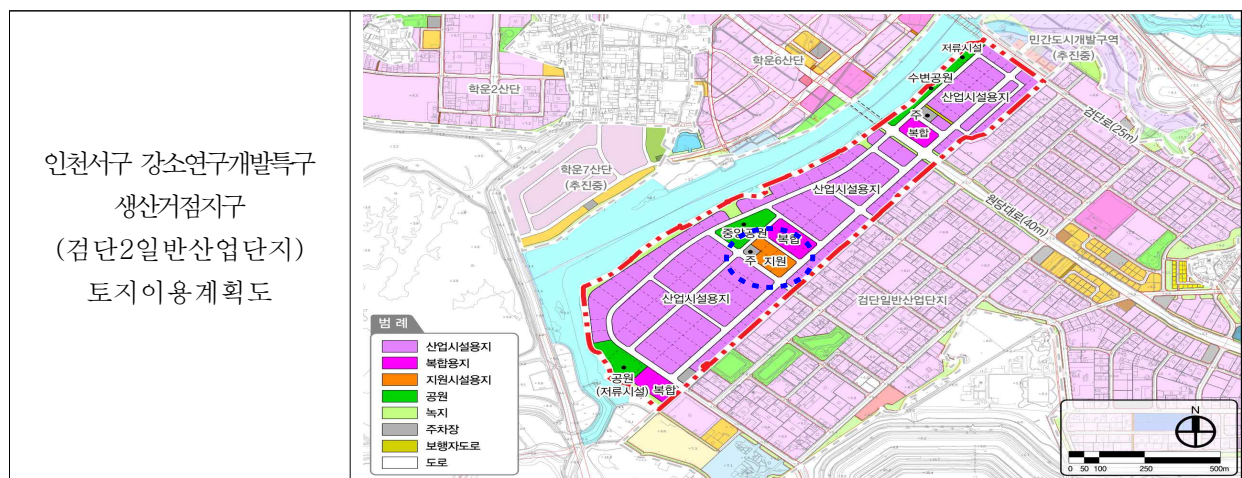 인천서구 강소연구개발특구
생산거점지구
(검단2일반산업단지)
토지이용계획도
학운2산단
학운6산단
민간도시개발구역
(추진중)
저류시설
수변공원
산업시설용지
주
복합
검단로(25m)
학운7산단
(추진중)
산업시설용지
원당대로(40m)
중앙공원
복합
주
지원
산업시설용지
검단일반산업단지
공원
(저류시설)
복합
범 례
산업시설용지
복합용지
지원시설용지
공원
녹지
주차장
보행자도로
도로
N
0 50 100 250 500m